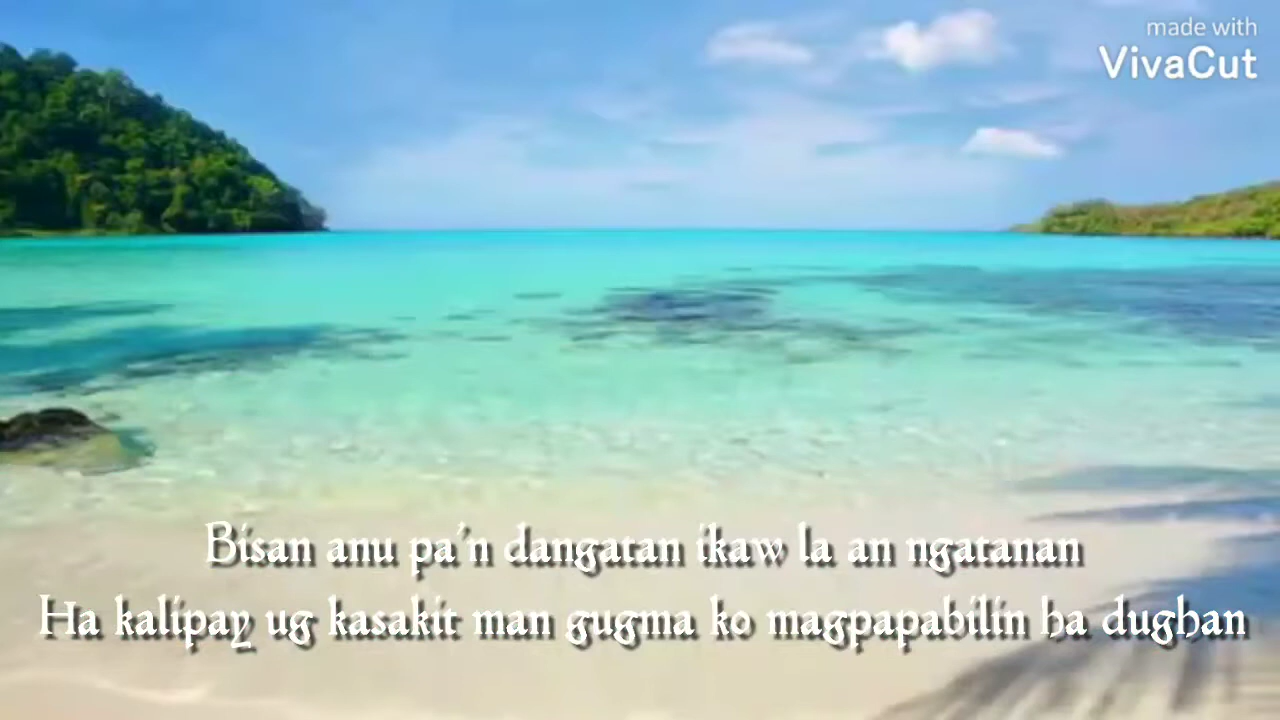 made with
VivaCut
Bisan anu pa'n dangatan ikaw la an ngatanan
Ha kalipay ug kasakit man gugma ko magpapabilin ha dughan